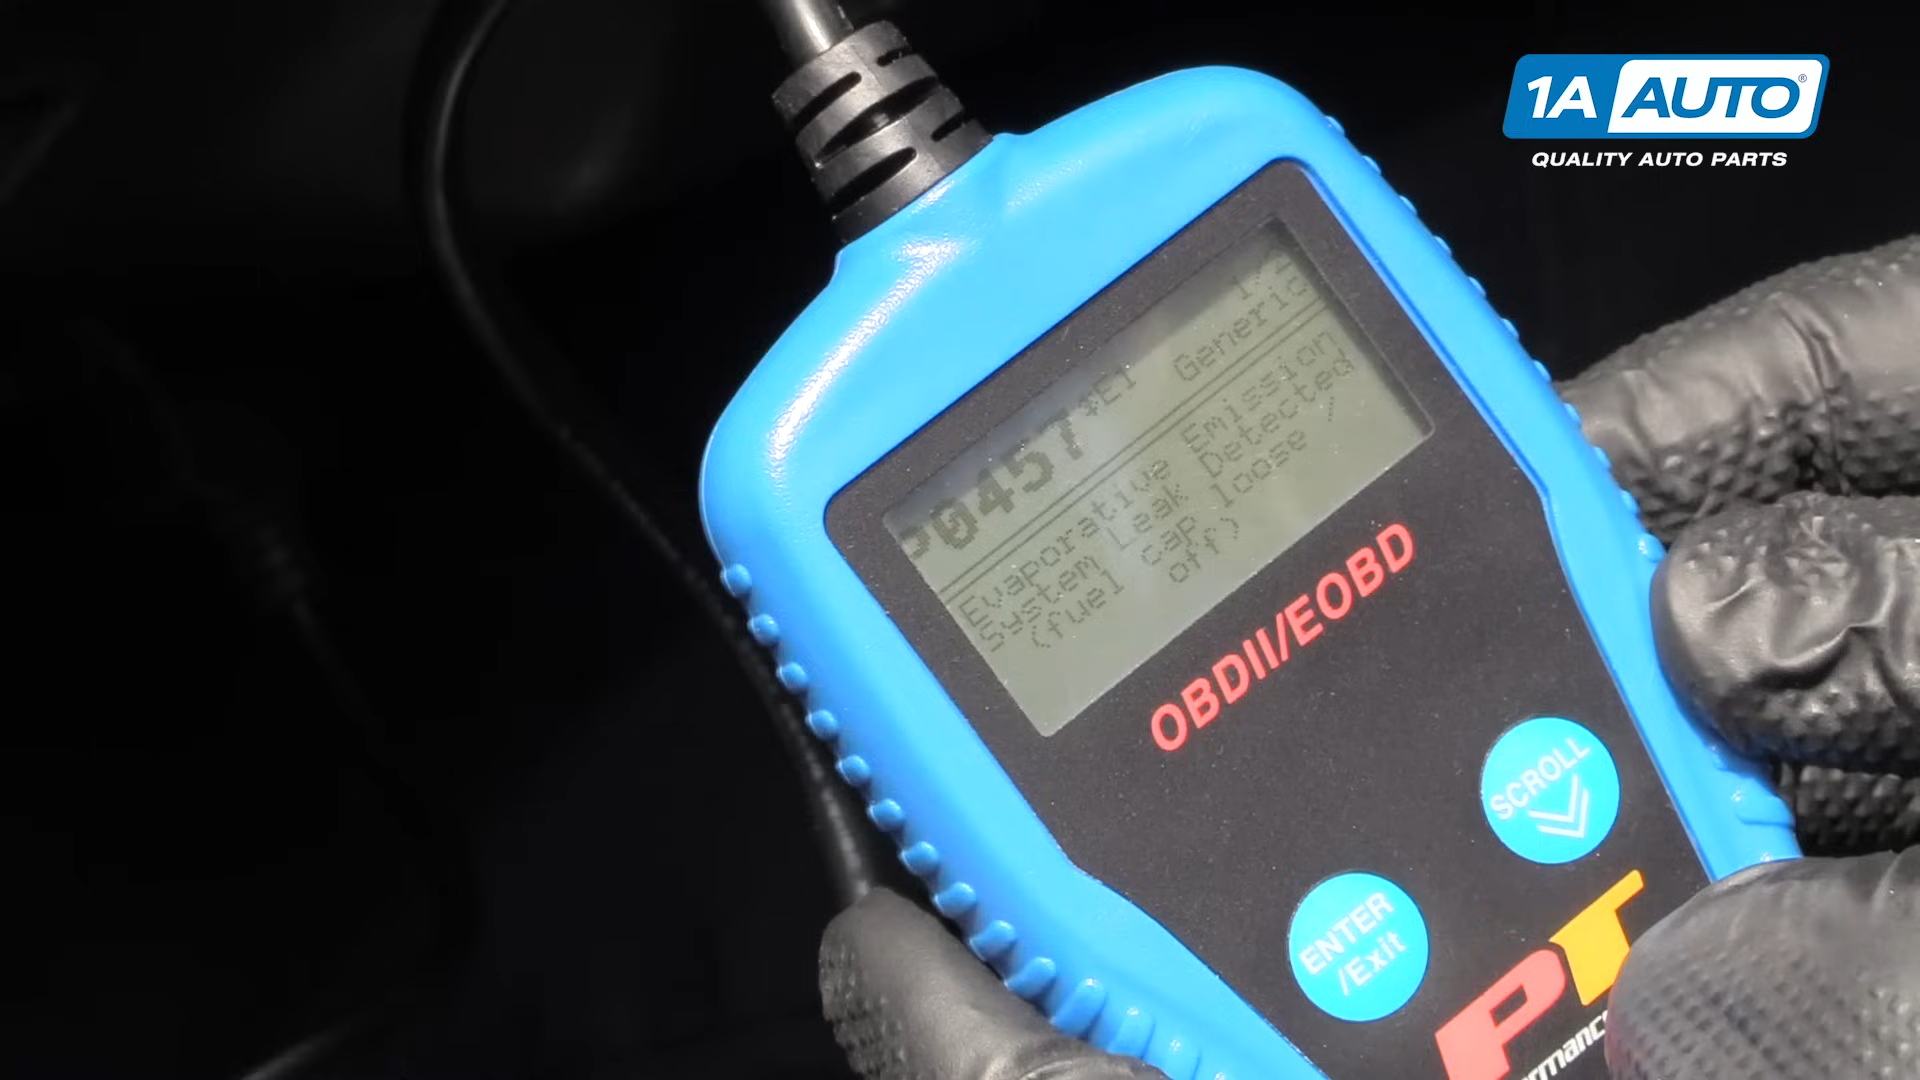 1A AUTO®
QUALITY AUTO PARTS
P0457 $E1 Generic
Evaporative Emission
System Leak Detected
(fuel cap loose /
off)
OBDII/EOBD
SCROLL
ENTER
/Exit
PT